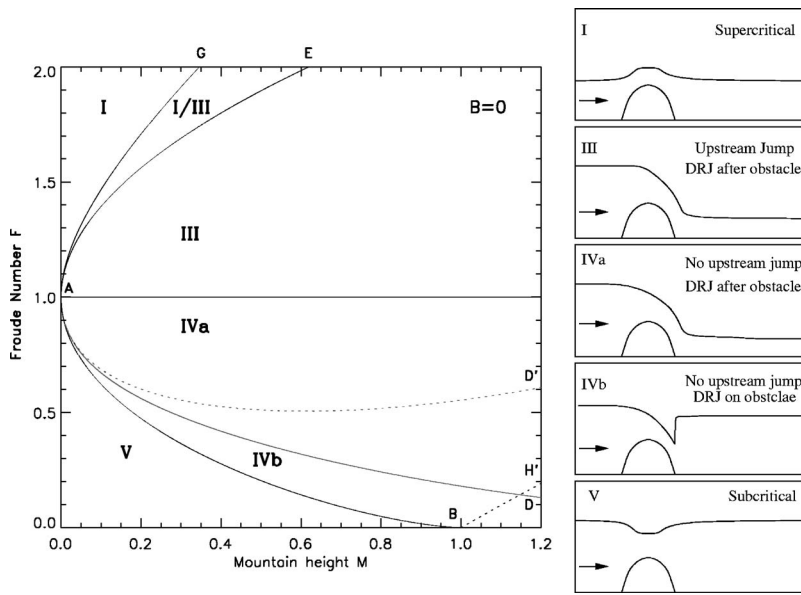 G
E
2.0
I
I/III
B=0
1.5
III
Froude Number F
A
1.0
IVa
D'
0.5
V
IVb
H'
B
D
0.0
0.0
0.2
0.4
0.6
0.8
1.0
1.2
Mountain height M
I
Supercritical
III
Upstream Jump
DRJ after obstacle
IVa
No upstream jump
DRJ after obstacle
IVb
No upstream jump
DRJ on obstclae
V
Subcritical